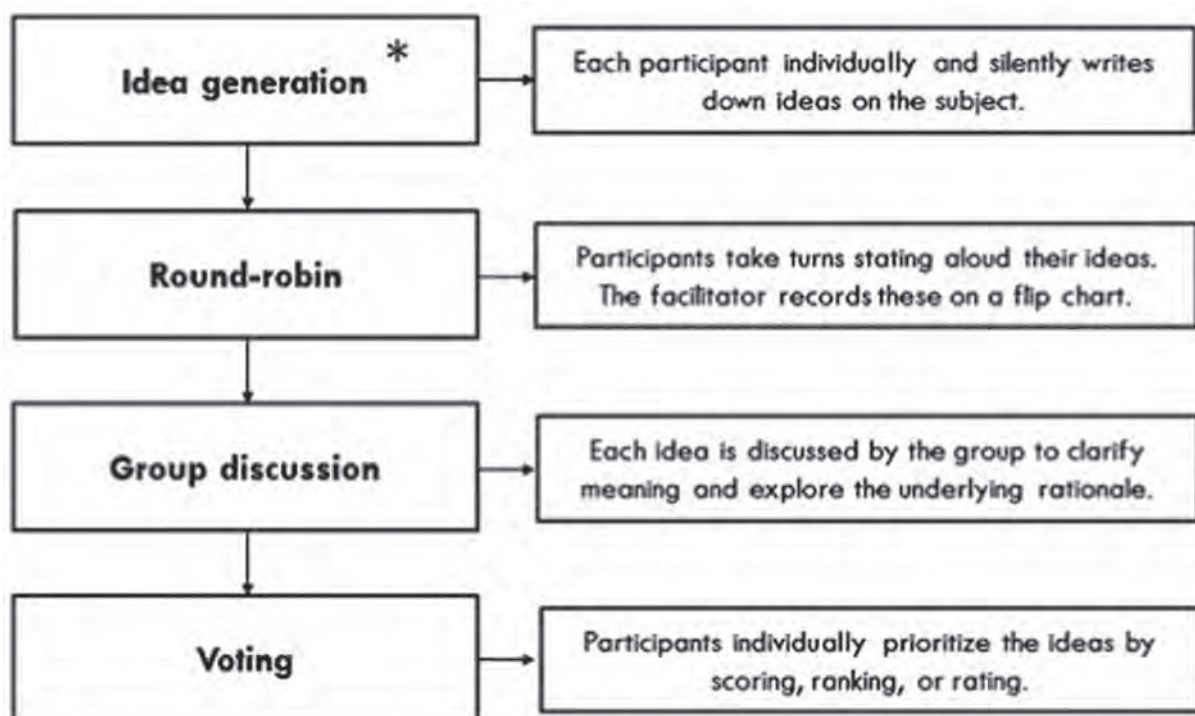 Idea generation *
Each participant individually and silently writes
down ideas on the subject.
Round-robin
Participants take turns stating aloud their ideas.
The facilitator records these on a flip chart.
Group discussion
Each idea is discussed by the group to clarify
meaning and explore the underlying rationale.
Voting
Participants individually prioritize the ideas by
scoring, ranking, or rating.